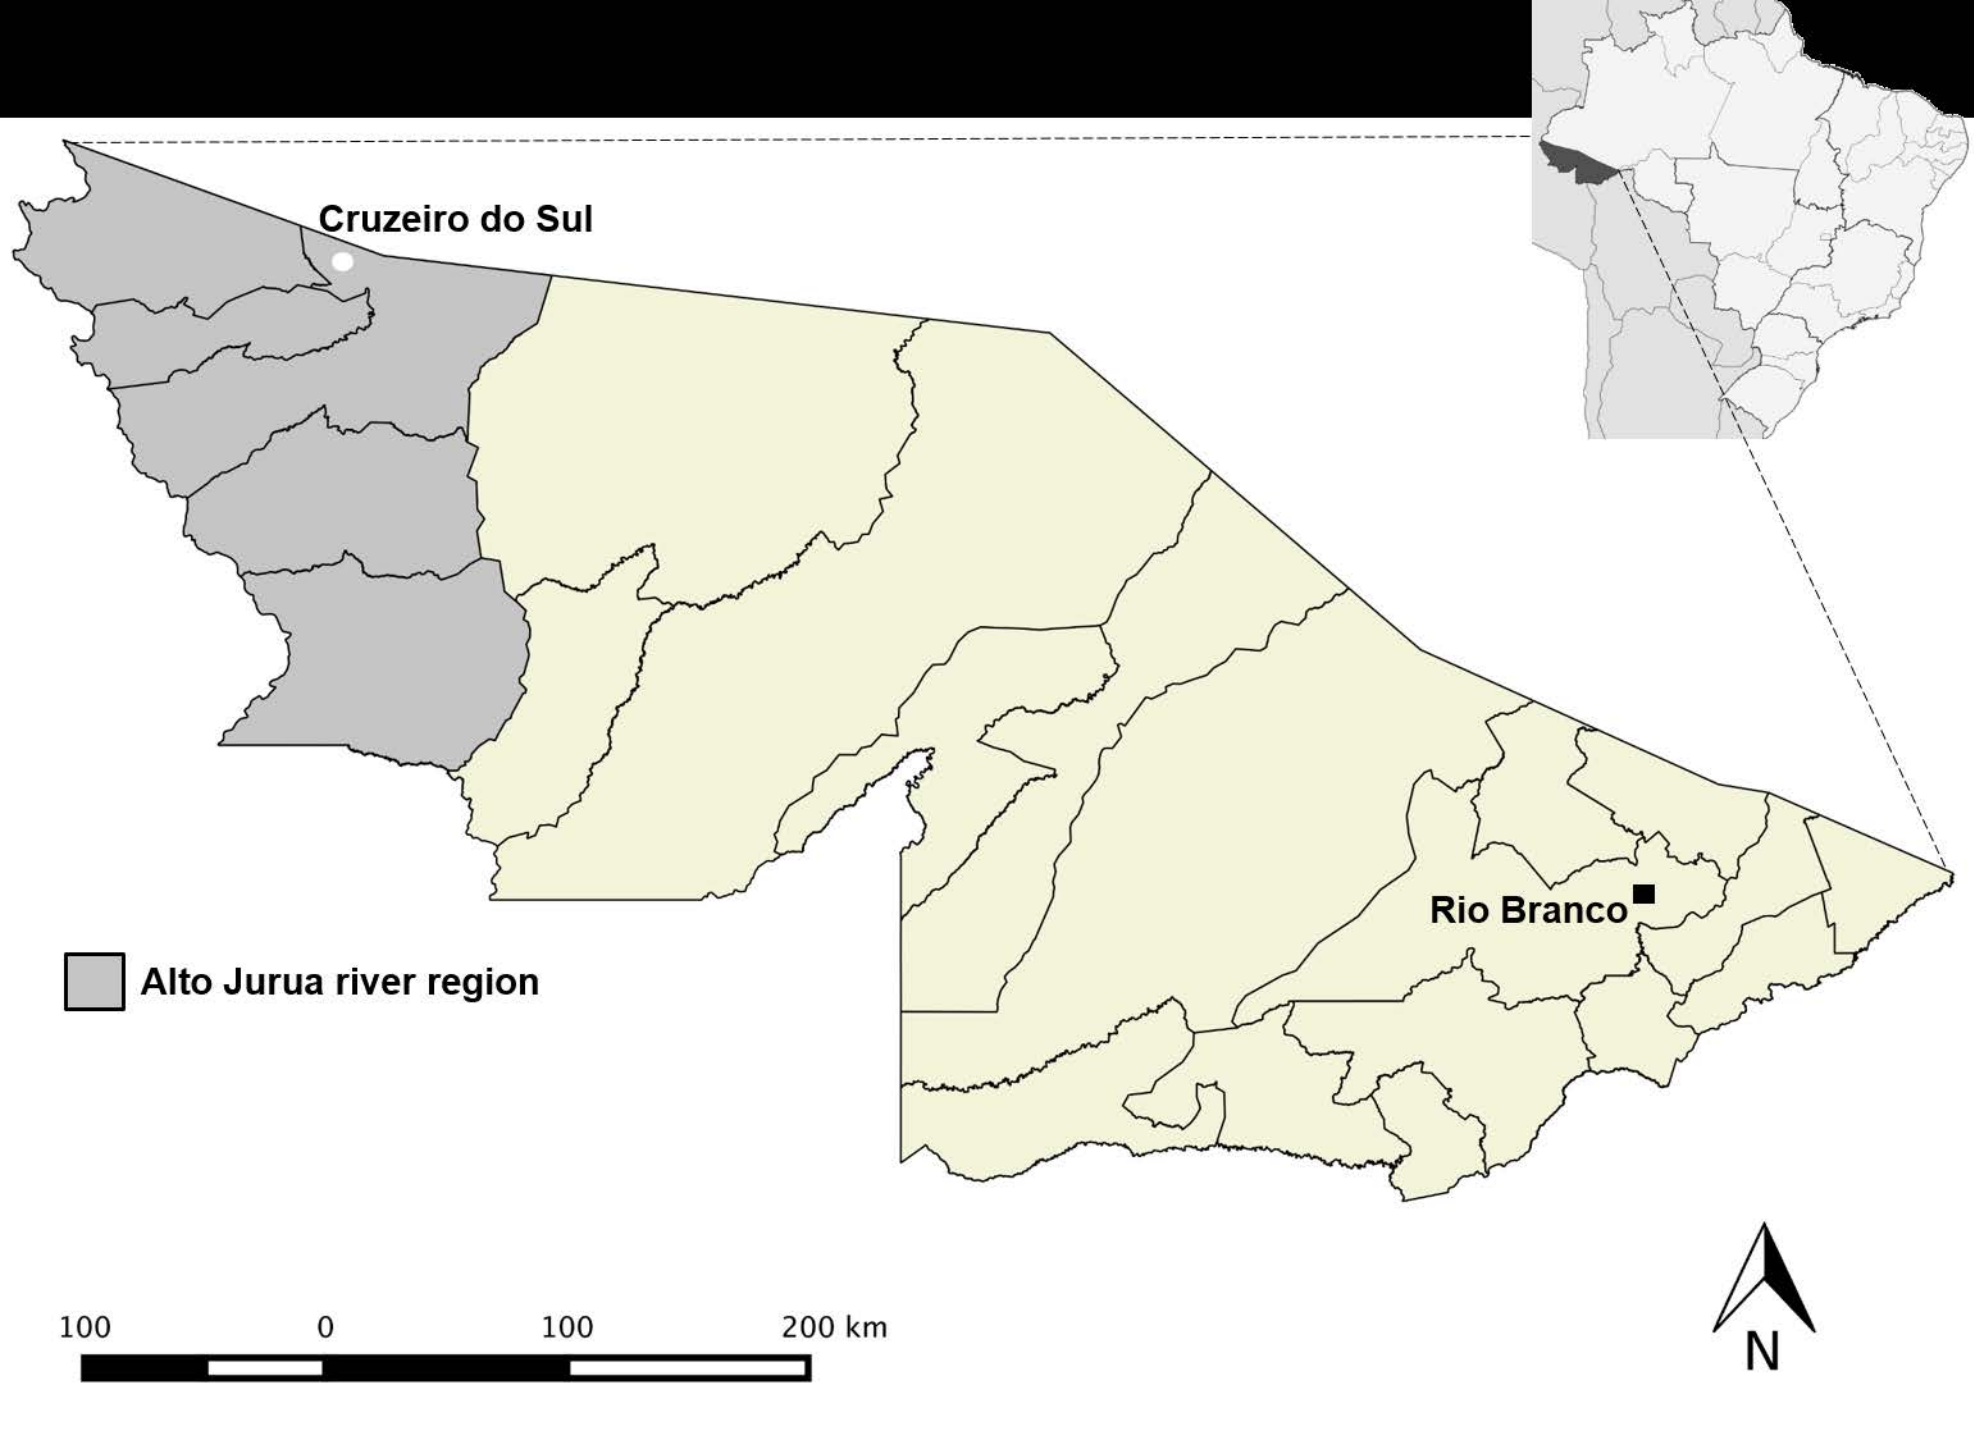 Cruzeiro do Sul
Rio Branco
Alto Jurua river region
100 0 100 200 km
N